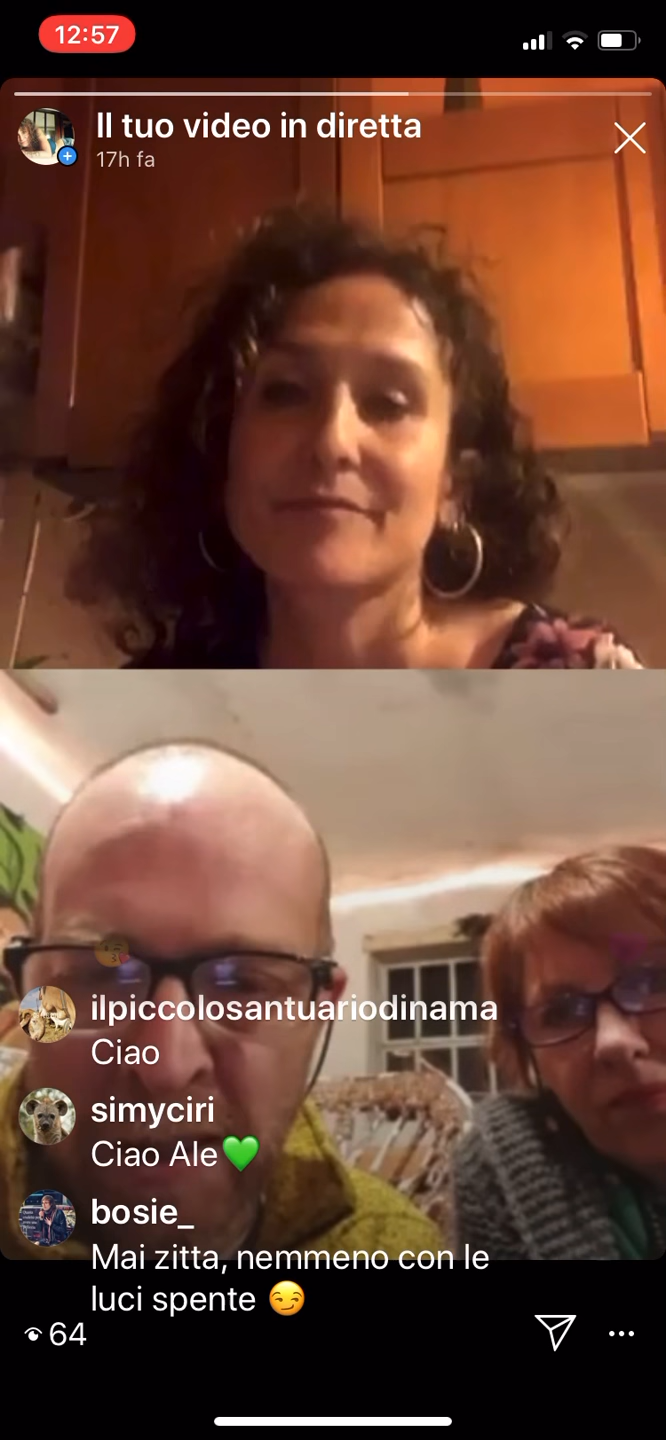 12:57
Il tuo video in diretta
17h fa
ilpiccolosantuariodinama
Ciao
simyciri
Ciao Ale💚
bosie_
Mai zitta, nemmeno con le
luci spente 😏
64